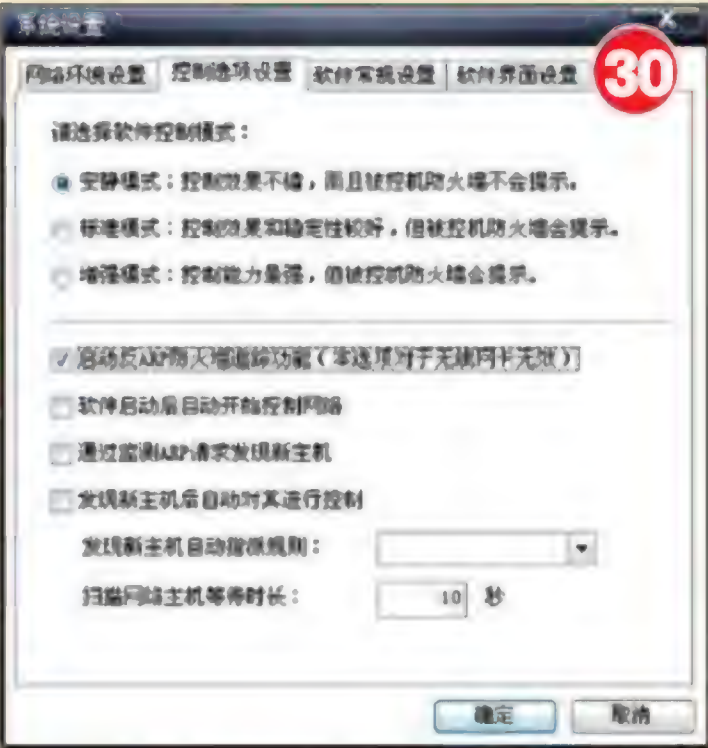 系统设置
30
网络环境设置 控制选项设置 软件常规设置 软件界面设置
请选择软件控制模式：
安静模式：控制效果不错，而且被控机防火墙不会提示。
标准模式：控制效果和稳定性较好，但被控机防火墙会提示。
增强模式：控制能力最强，但被控机防火墙会提示。
启动反ARP防火墙追踪功能（本选项对于无线网卡无效）
软件启动后自动开始控制网络
通过监测ARP请求发现新主机
发现新主机后自动对其进行控制
发现新主机自动指派规则：
扫描网络主机等待时长： 10 秒
确定 取消